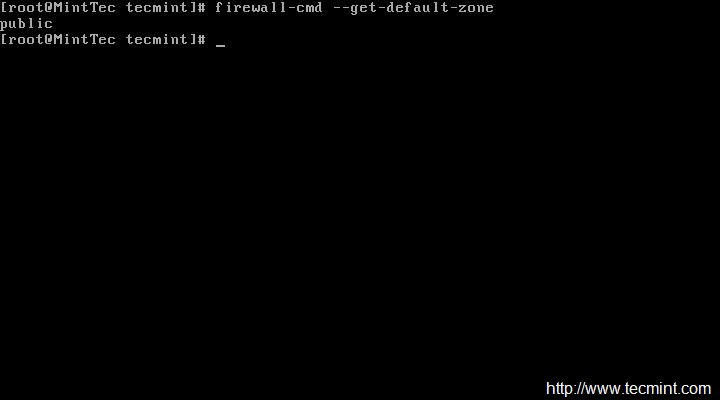 [root@MintTec tecmint]# firewall-cmd --get-default-zone
public
[root@MintTec tecmint]# _
http://www.tecmint.com